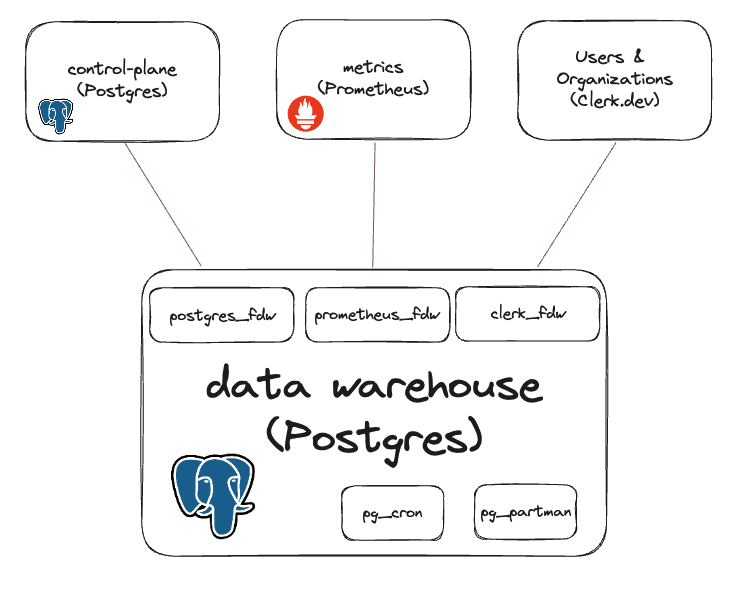 control-plane
(Postgres)
metrics
(Prometheus)
Users &
Organizations
(Clerk.dev)
postgres_fdw
prometheus_fdw
clerk_fdw
data warehouse
(Postgres)
pg_cron
pg_partman